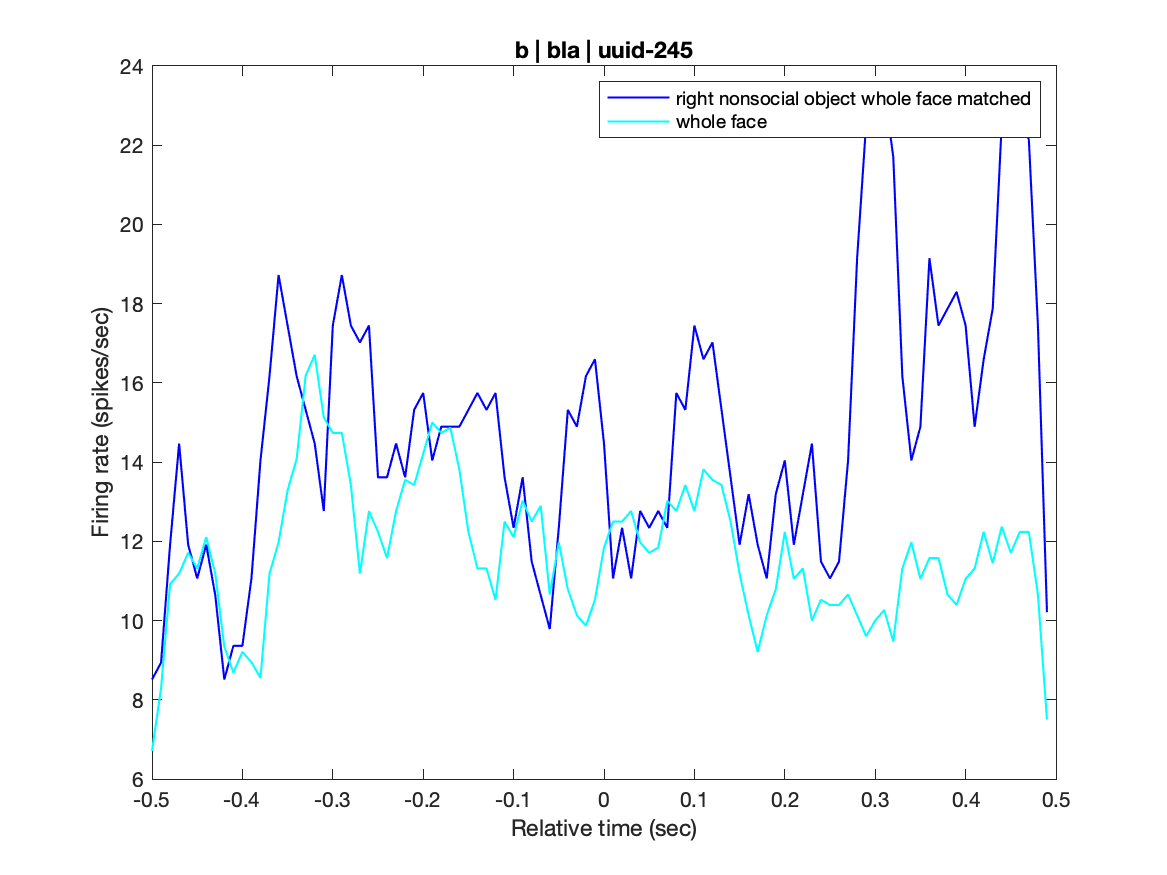 b | bla | uuid-245
24
22
20
18
16
14
12
10
8
6
Firing rate (spikes/sec)
right nonsocial object whole face matched
whole face
-0.5 -0.4 -0.3 -0.2 -0.1 0 0.1 0.2 0.3 0.4 0.5
Relative time (sec)